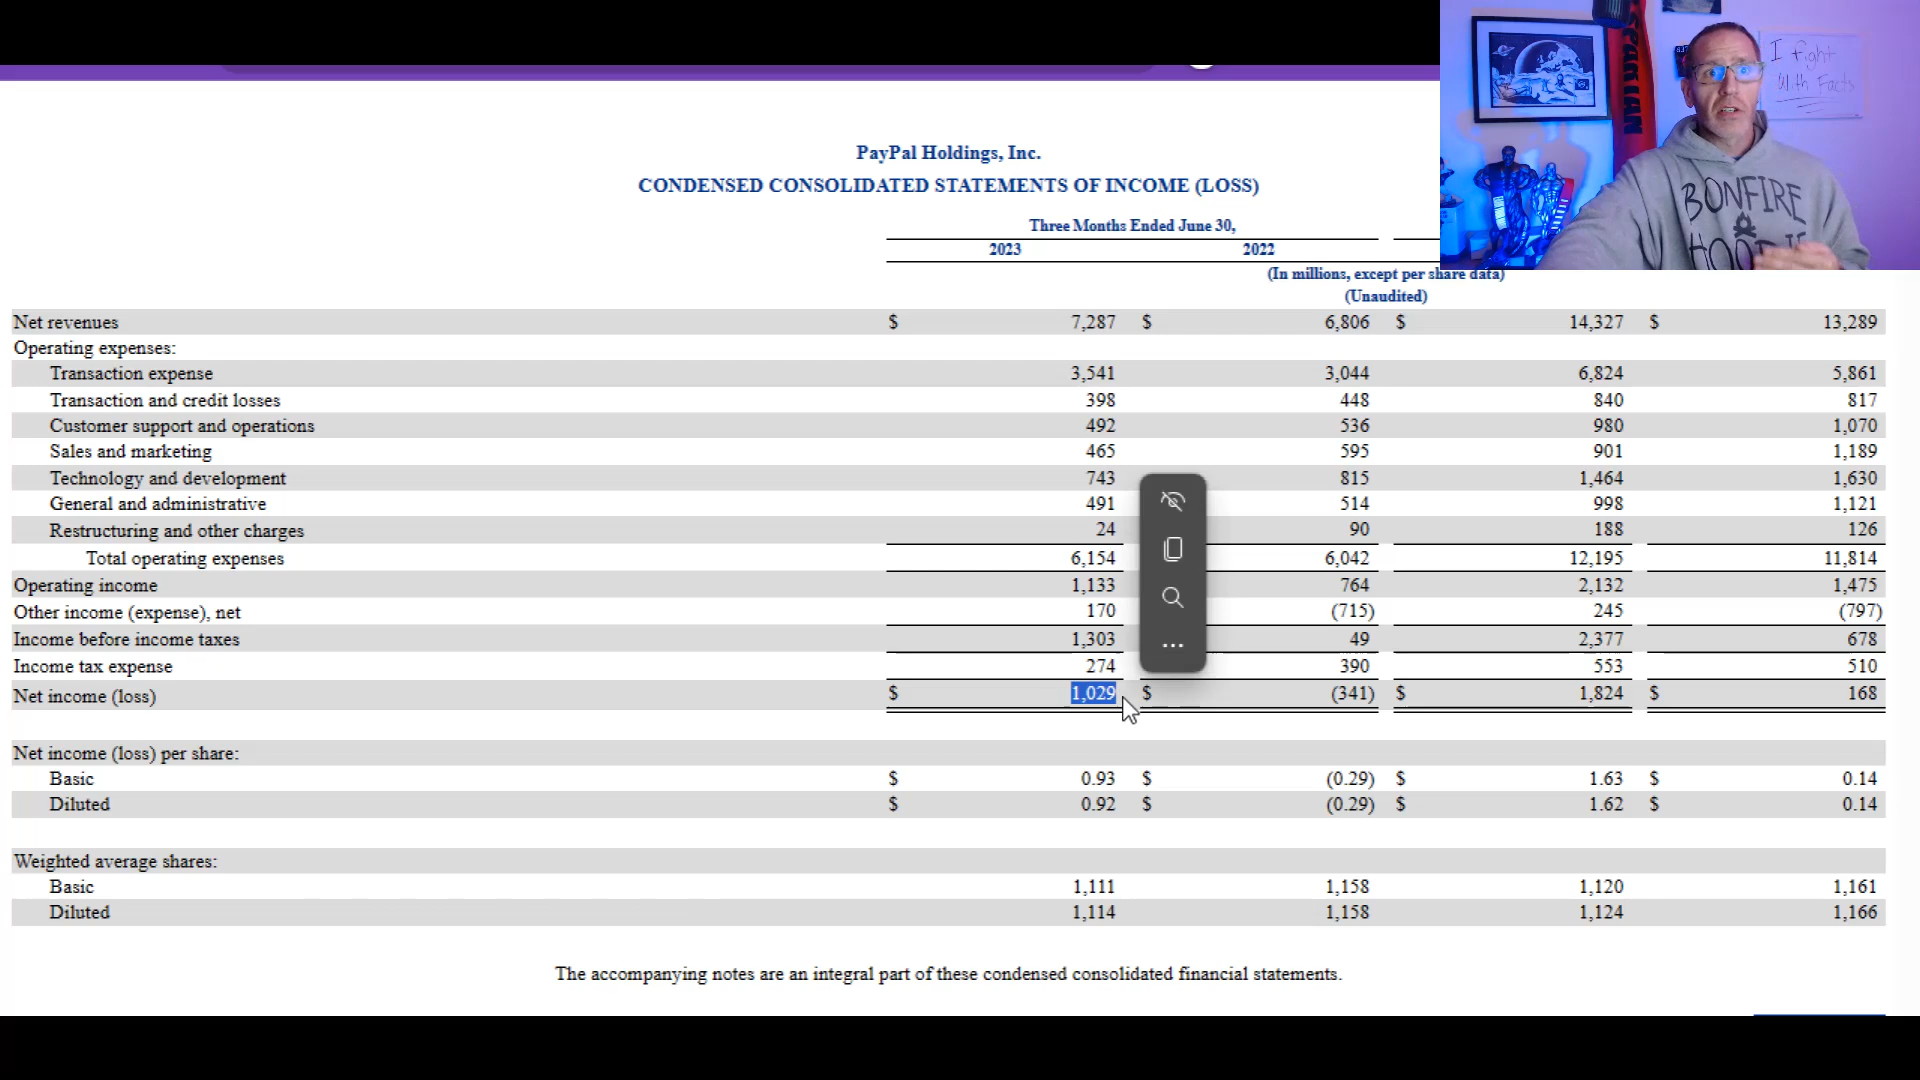 I fight
With Facts
BONFIRE
PayPal Holdings, Inc.
CONDENSED CONSOLIDATED STATEMENTS OF INCOME (LOSS)
Three Months Ended June 30,
2023 2022
(In millions, except per share data)
(Unaudited)
Net revenues $ 7,287 $ 6,806 $ 14,327 $ 13,289
Operating expenses:
Transaction expense 3,541 3,044 6,824 5,861
Transaction and credit losses 398 448 840 817
Customer support and operations 492 536 980 1,070
Sales and marketing 465 595 901 1,189
Technology and development 743 815 1,464 1,630
General and administrative 491 514 998 1,121
Restructuring and other charges 24 90 188 126
Total operating expenses 6,154 6,042 12,195 11,814
Operating income 1,133 764 2,132 1,475
Other income (expense), net 170 (715) 245 (797)
Income before income taxes 1,303 49 2,377 678
Income tax expense 274 390 553 510
Net income (loss) $ 1,029 $ (341) $ 1,824 $ 168
Net income (loss) per share:
Basic $ 0.93 $ (0.29) $ 1.63 $ 0.14
Diluted $ 0.92 $ (0.29) $ 1.62 $ 0.14
Weighted average shares:
Basic 1,111 1,158 1,120 1,161
Diluted 1,114 1,158 1,124 1,166
The accompanying notes are an integral part of these condensed consolidated financial statements.